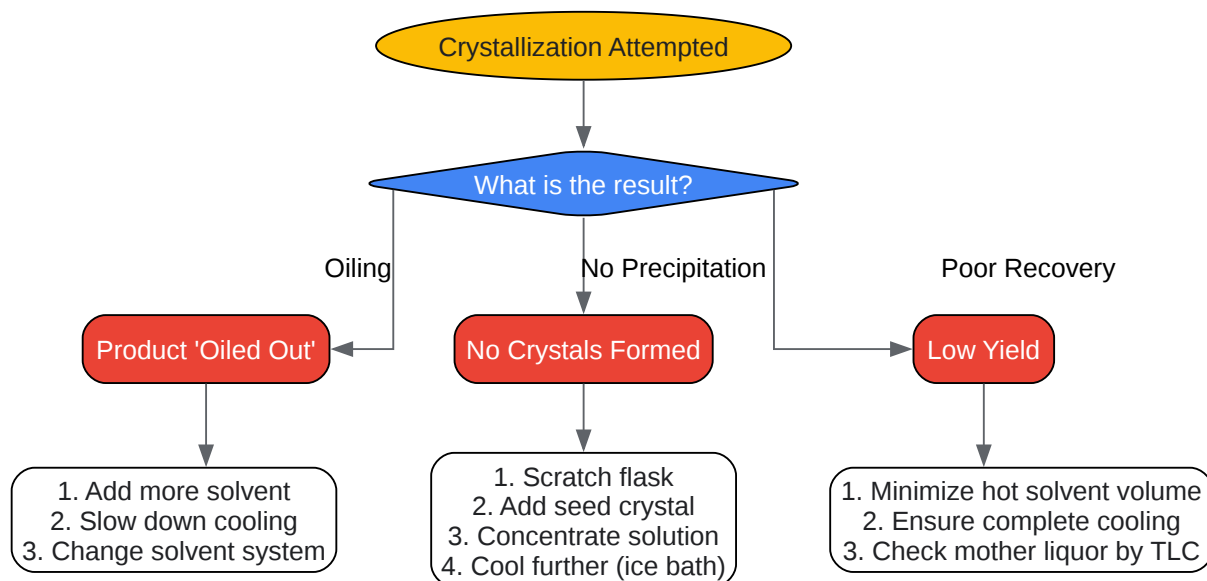 Crystallization Attempted
What is the result?
Oiling
No Precipitation
Poor Recovery
Product 'Oiled Out'
No Crystals Formed
Low Yield
1. Add more solvent
2. Slow down cooling
3. Change solvent system
1. Scratch flask
2. Add seed crystal
3. Concentrate solution
4. Cool further (ice bath)
1. Minimize hot solvent volume
2. Ensure complete cooling
3. Check mother liquor by TLC